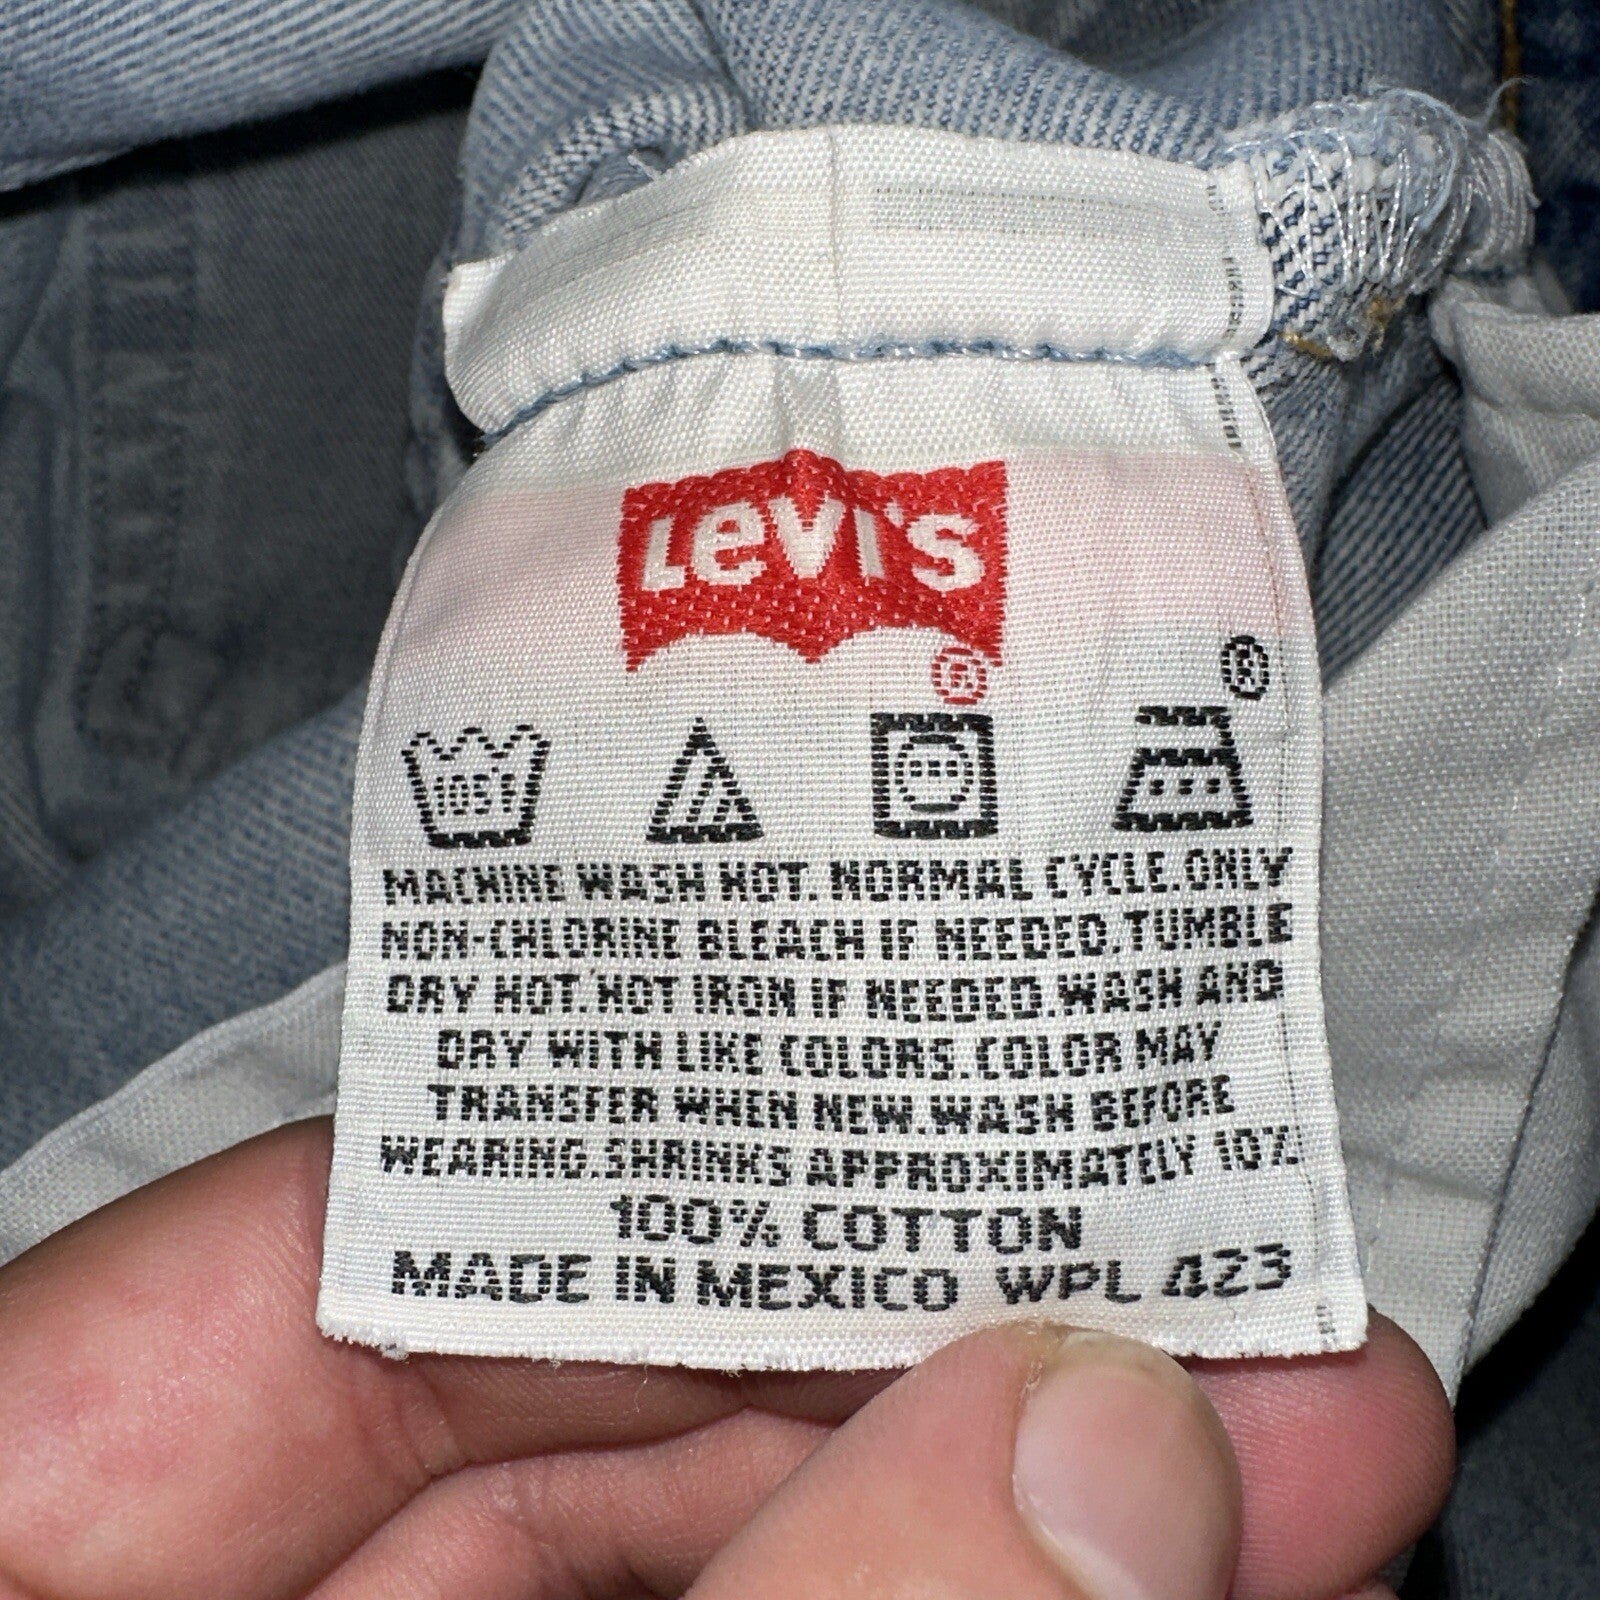 LeVI'S
®
®
105°F
MACHINE WASH HOT. NORMAL CYCLE. ONLY
NON-CHLORINE BLEACH IF NEEDED. TUMBLE
DRY HOT. HOT IRON IF NEEDED. WASH AND
DRY WITH LIKE COLORS. COLOR MAY
TRANSFER WHEN NEW. WASH BEFORE
WEARING. SHRINKS APPROXIMATELY 10%
100% COTTON
MADE IN MEXICO WPL 423